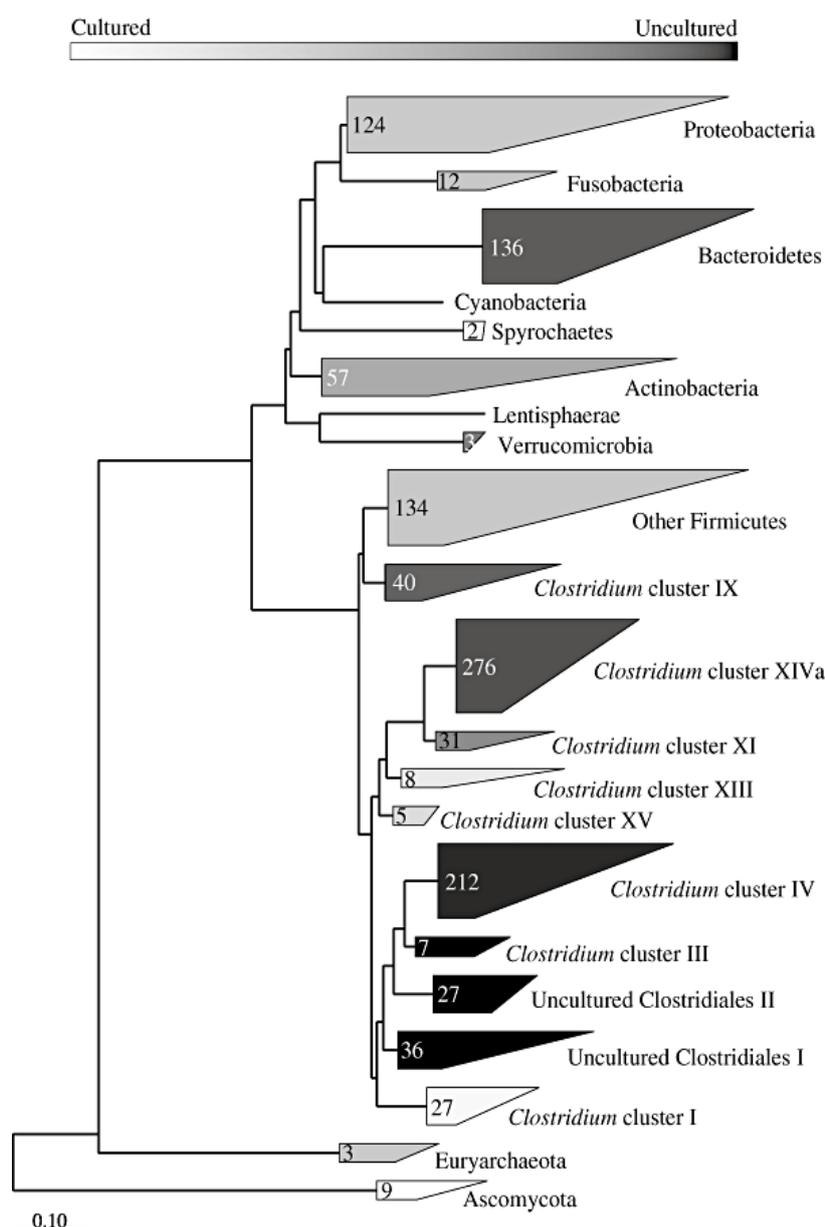 Cultured Uncultured
124 Proteobacteria
12 Fusobacteria
136 Bacteroidetes
Cyanobacteria
2 Spyrochaetes
57 Actinobacteria
Lentisphaerae
3 Verrucomicrobia
134 Other Firmicutes
40 Clostridium cluster IX
276 Clostridium cluster XIVa
31 Clostridium cluster XI
8 Clostridium cluster XIII
5 Clostridium cluster XV
212 Clostridium cluster IV
7 Clostridium cluster III
27 Uncultured Clostridiales II
36 Uncultured Clostridiales I
27 Clostridium cluster I
3 Euryarchaeota
9 Ascomycota
0.10